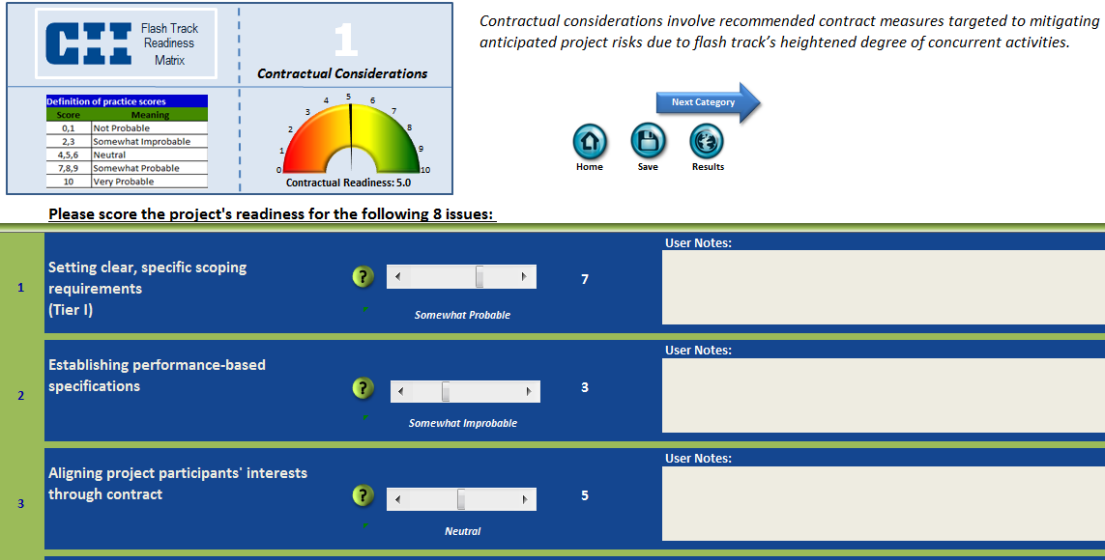 CII
Flash Track
Readiness
Matrix
1
Contractual Considerations
Definition of practice scores
Score Meaning
0,1 Not Probable
2,3 Somewhat Improbable
4,5,6 Neutral
7,8,9 Somewhat Probable
10 Very Probable
0 1 2 3 4 5 6 7 8 9 10
Contractual Readiness: 5.0
Contractual considerations involve recommended contract measures targeted to mitigating
anticipated project risks due to flash track's heightened degree of concurrent activities.
Next Category
Home Save Results
Please score the project's readiness for the following 8 issues:
User Notes:
1
Setting clear, specific scoping
requirements
(Tier I)
?
7
Somewhat Probable
User Notes:
2
Establishing performance-based
specifications
?
3
Somewhat Improbable
User Notes:
3
Aligning project participants' interests
through contract
?
5
Neutral